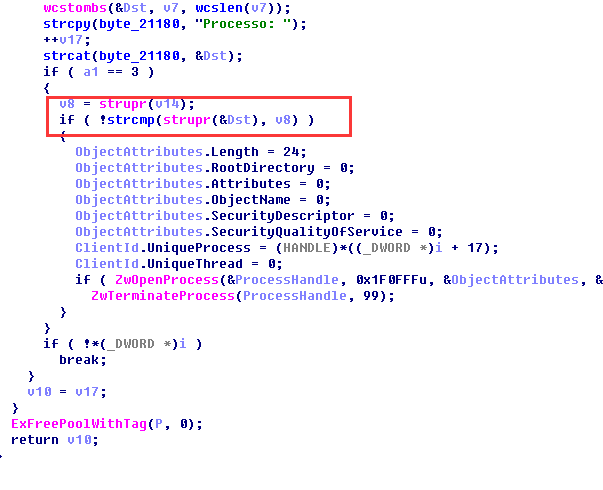 wcstombs(&Dst, v7, wcslen(v7));
strcpy(byte_21180, "Processo: ");
++v17;
strcat(byte_21180, &Dst);
if ( a1 == 3 )
{
v8 = strupr(v14);
if ( !strcmp(strupr(&Dst), v8) )
{
ObjectAttributes.Length = 24;
ObjectAttributes.RootDirectory = 0;
ObjectAttributes.Attributes = 0;
ObjectAttributes.ObjectName = 0;
ObjectAttributes.SecurityDescriptor = 0;
ObjectAttributes.SecurityQualityOfService = 0;
ClientId.UniqueProcess = (HANDLE)*((_DWORD *)i + 17);
ClientId.UniqueThread = 0;
if ( ZwOpenProcess(&ProcessHandle, 0x1F0FFFu, &ObjectAttributes, &
ZwTerminateProcess(ProcessHandle, 99);
}
}
if ( !*(_DWORD *)i )
break;
}
v10 = v17;
}
ExFreePoolWithTag(P, 0);
return v10;